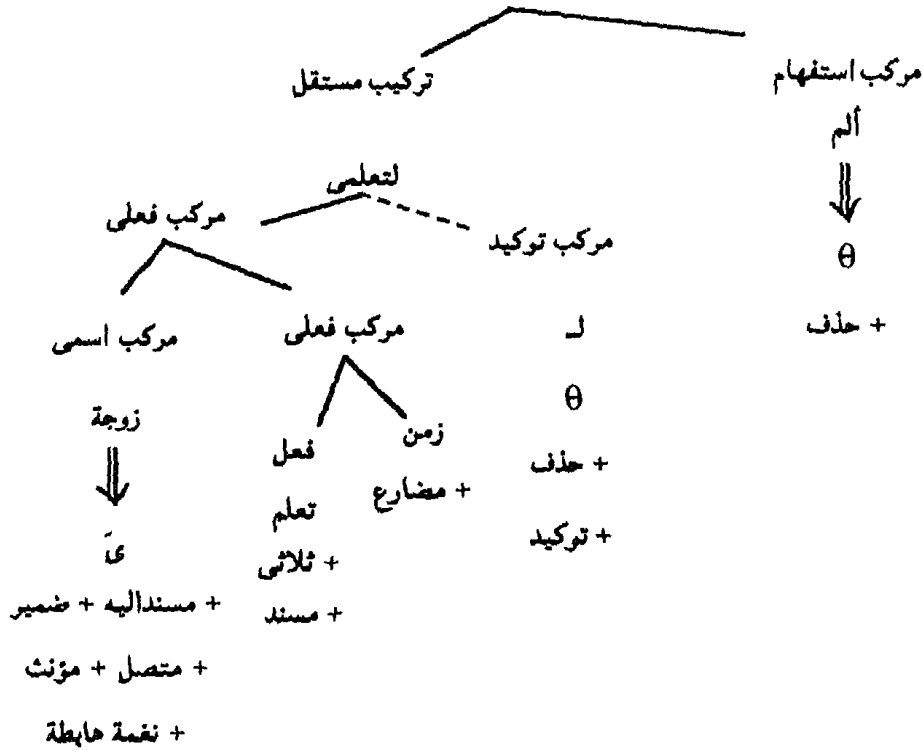 مركب استفهام
تركيب مستقل
ألم
لتعلمى
مركب توكيد
مركب فعلى
θ
لـ
مركب فعلى
مركب اسمى
+ حذف
θ
زمن
فعل
زوجة
+ حذف
+ مضارع
تعلم
ىَ
+ توكيد
+ ثلاثى
+ مسند
+ مسنداليه + ضمير
+ متصل + مؤنث
+ نغمة هابطة